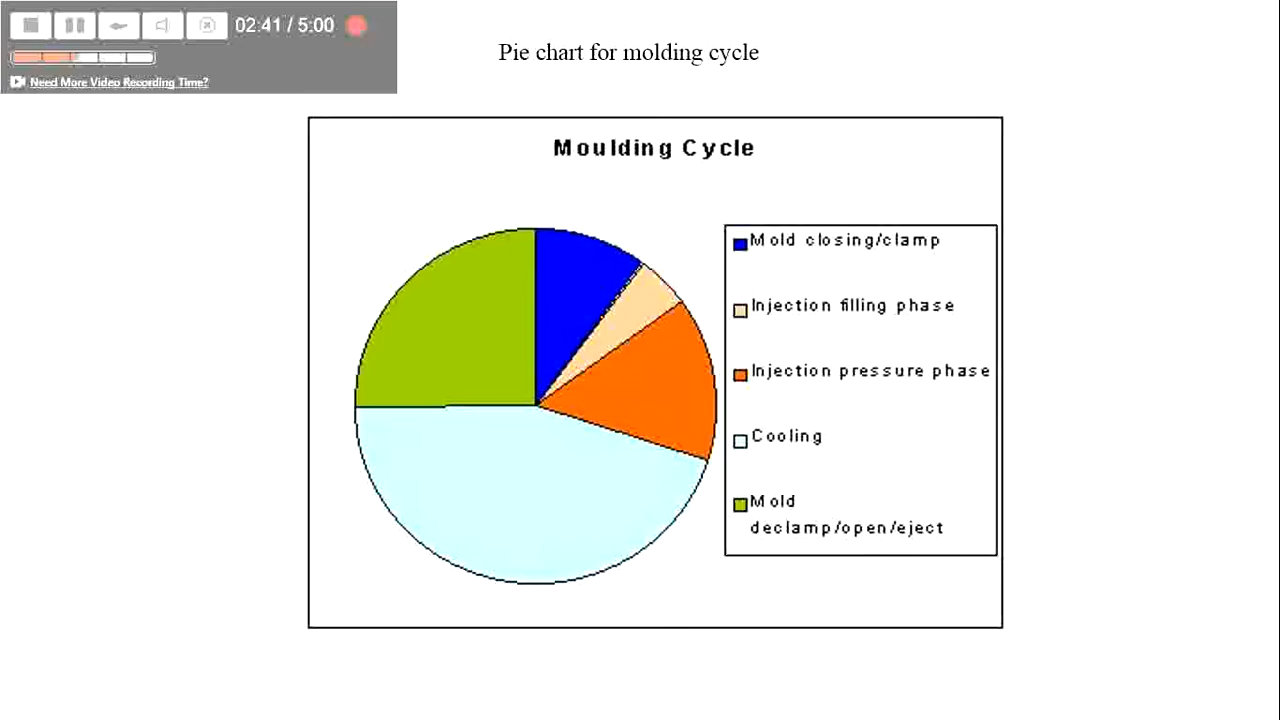 02:41 / 5:00
Need More Video Recording Time?
Pie chart for molding cycle
Moulding Cycle
Mold closing/clamp
Injection filling phase
Injection pressure phase
Cooling
Mold
declamp/open/eject